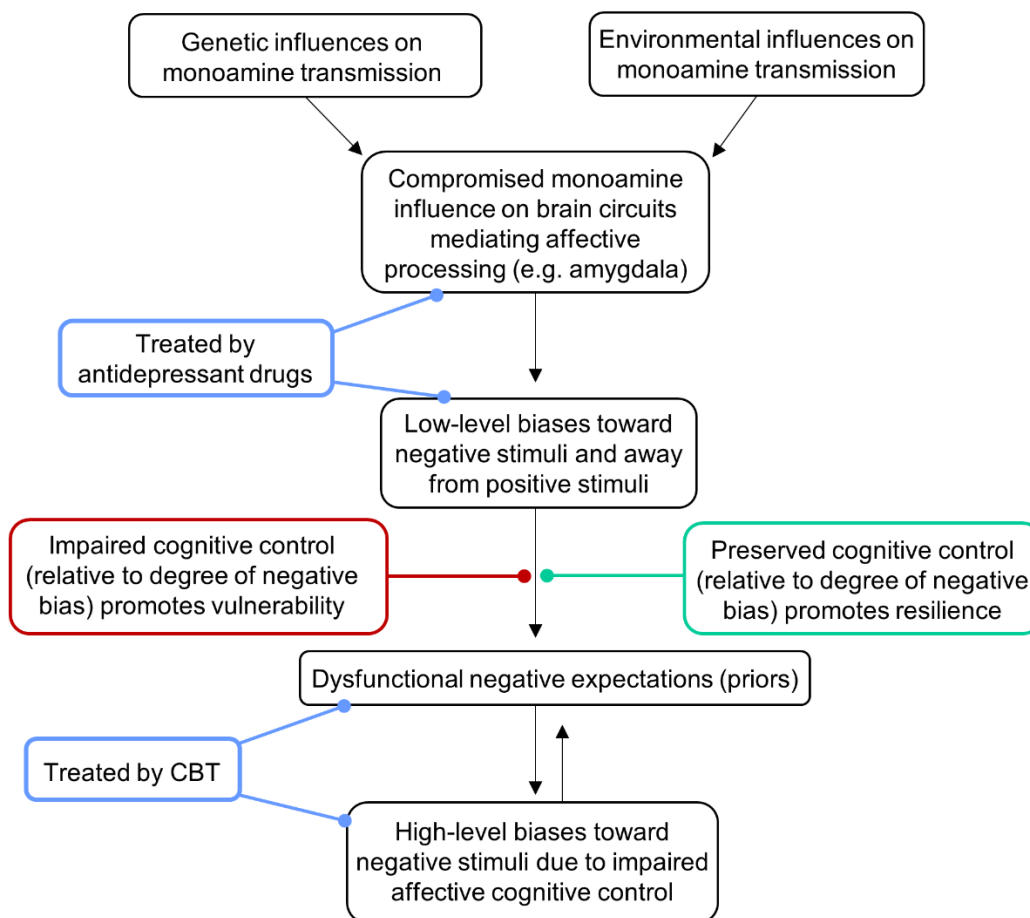 Genetic influences on
monoamine transmission
Environmental influences on
monoamine transmission
Compromised monoamine
influence on brain circuits
mediating affective
processing (e.g. amygdala)
Treated by
antidepressant drugs
Low-level biases toward
negative stimuli and away
from positive stimuli
Impaired cognitive control
(relative to degree of negative
bias) promotes vulnerability
Preserved cognitive control
(relative to degree of negative
bias) promotes resilience
Dysfunctional negative expectations (priors)
Treated by CBT
High-level biases toward
negative stimuli due to impaired
affective cognitive control